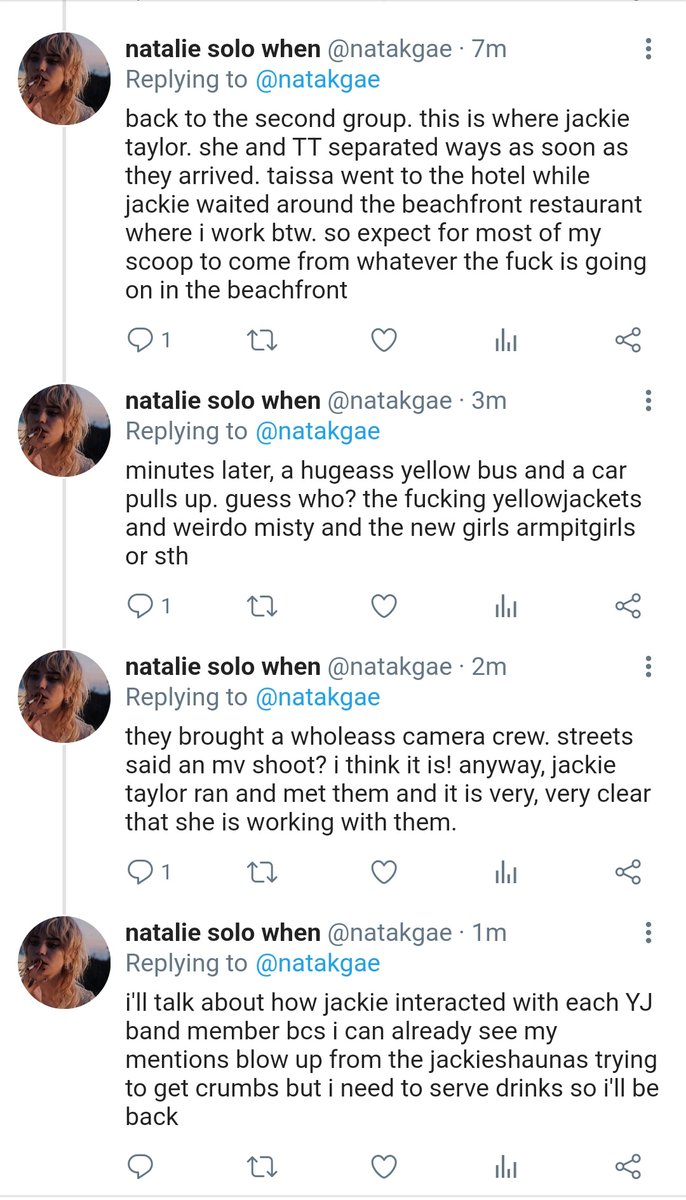 natalie solo when @natakgae · 7m
Replying to @natakgae
back to the second group. this is where jackie
taylor. she and TT separated ways as soon as
they arrived. taissa went to the hotel while
jackie waited around the beachfront restaurant
where i work btw. so expect for most of my
scoop to come from whatever the fuck is going
on in the beachfront
1
natalie solo when @natakgae · 3m
Replying to @natakgae
minutes later, a hugeass yellow bus and a car
pulls up. guess who? the fucking yellowjackets
and weirdo misty and the new girls armpitgirls
or sth
1
natalie solo when @natakgae · 2m
Replying to @natakgae
they brought a wholeass camera crew. streets
said an mv shoot? i think it is! anyway, jackie
taylor ran and met them and it is very, very clear
that she is working with them.
1
natalie solo when @natakgae · 1m
Replying to @natakgae
i'll talk about how jackie interacted with each YJ
band member bcs i can already see my
mentions blow up from the jackieshaunas trying
to get crumbs but i need to serve drinks so i'll be
back